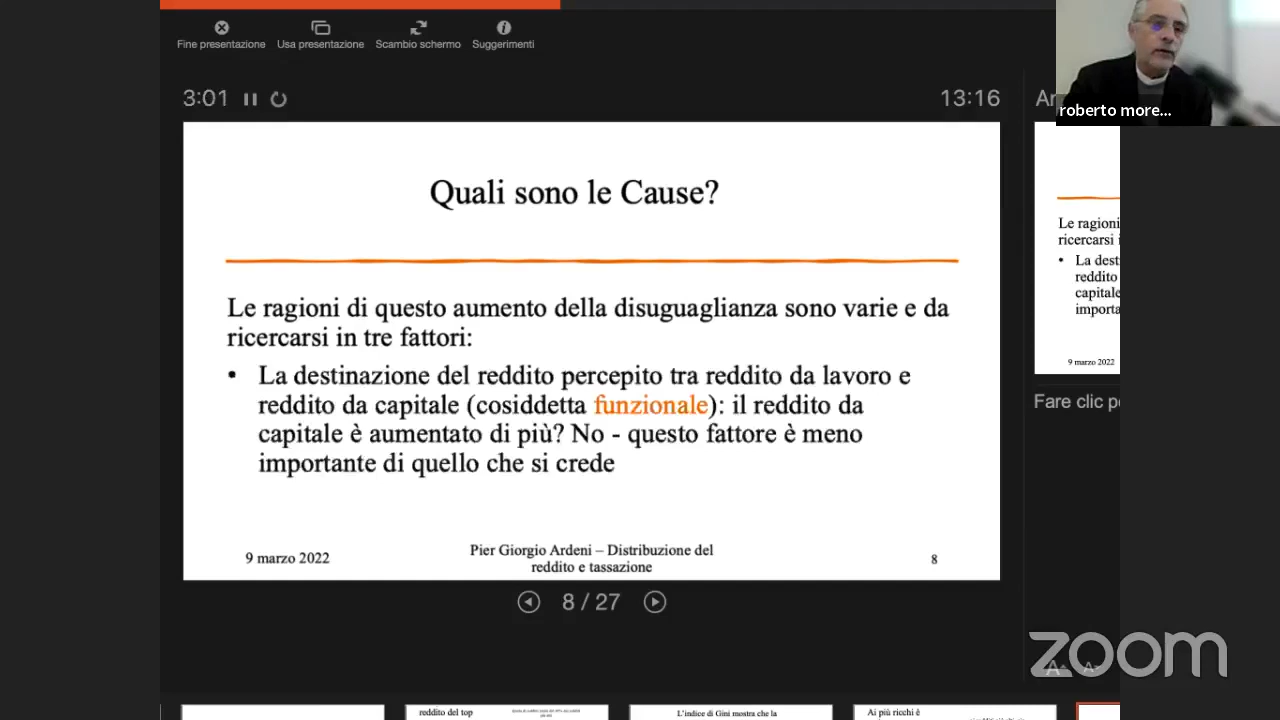 Fine presentazione
Usa presentazione
Scambio schermo
Suggerimenti
roberto more...
3:01
13:16
Quali sono le Cause?
Le ragioni di questo aumento della disuguaglianza sono varie e da
ricercarsi in tre fattori:
• La destinazione del reddito percepito tra reddito da lavoro e
reddito da capitale (cosiddetta funzionale): il reddito da
capitale è aumentato di più? No - questo fattore è meno
importante di quello che si crede
9 marzo 2022
Pier Giorgio Ardeni – Distribuzione del
reddito e tassazione
8
8 / 27
Le ragioni
ricercarsi i
• La dest
reddito
capitale
importa
9 marzo 2022
Fare clic pe
zoom
reddito del top
L'indice di Gini mostra che la
Ai più ricchi è